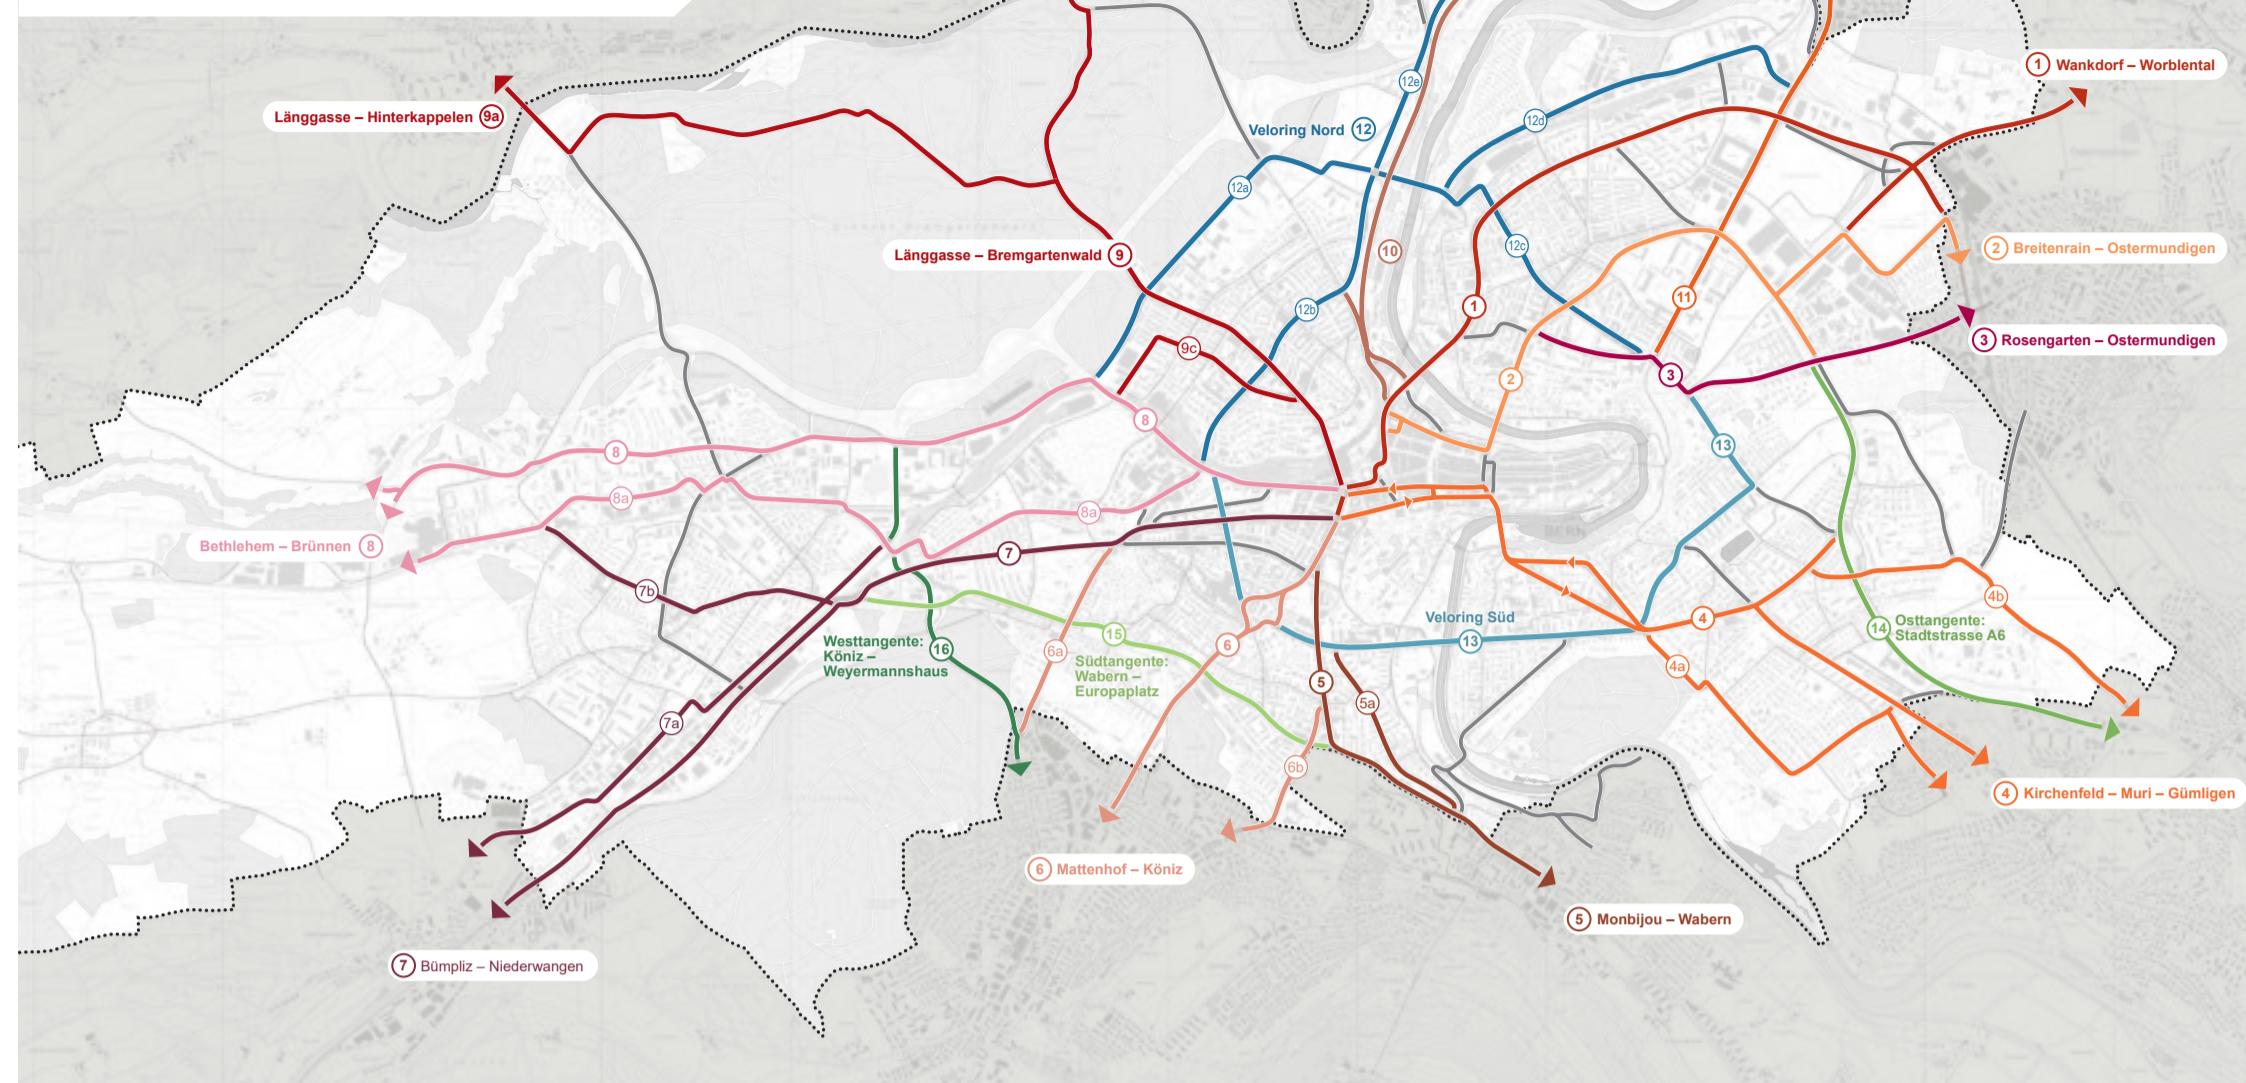 12e
1 Wankdorf – Worblental
Länggasse – Hinterkappelen 9a
Veloring Nord 12
12d
12a
12c
Länggasse – Bremgartenwald 9
10
2 Breitenrain – Ostermundigen
11
12b
1
3 Rosengarten – Ostermundigen
9c
3
2
8
8
13
8a
8a
Bethlehem – Brünnen 8
7
7b
4b
Veloring Süd
4
15
14
Osttangente:
Stadtstrasse A6
13
6
6a
16
Westtangente:
Köniz –
Weyermannshaus
Südtangente:
Wabern –
Europaplatz
4a
5
5a
7a
6b
4 Kirchenfeld – Muri – Gümligen
6 Mattenhof – Köniz
5 Monbijou – Wabern
7 Bümpliz – Niederwangen